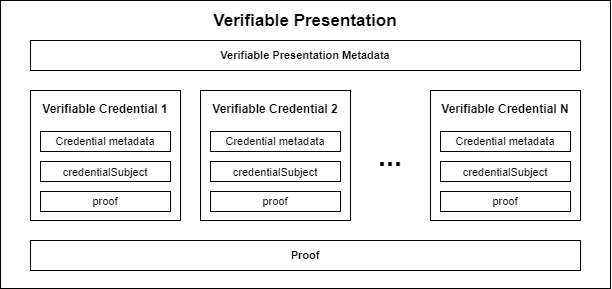 Verifiable Presentation
Verifiable Presentation Metadata
Verifiable Credential 1
Credential metadata
credentialSubject
proof
Verifiable Credential 2
Credential metadata
credentialSubject
proof
...
Verifiable Credential N
Credential metadata
credentialSubject
proof
Proof